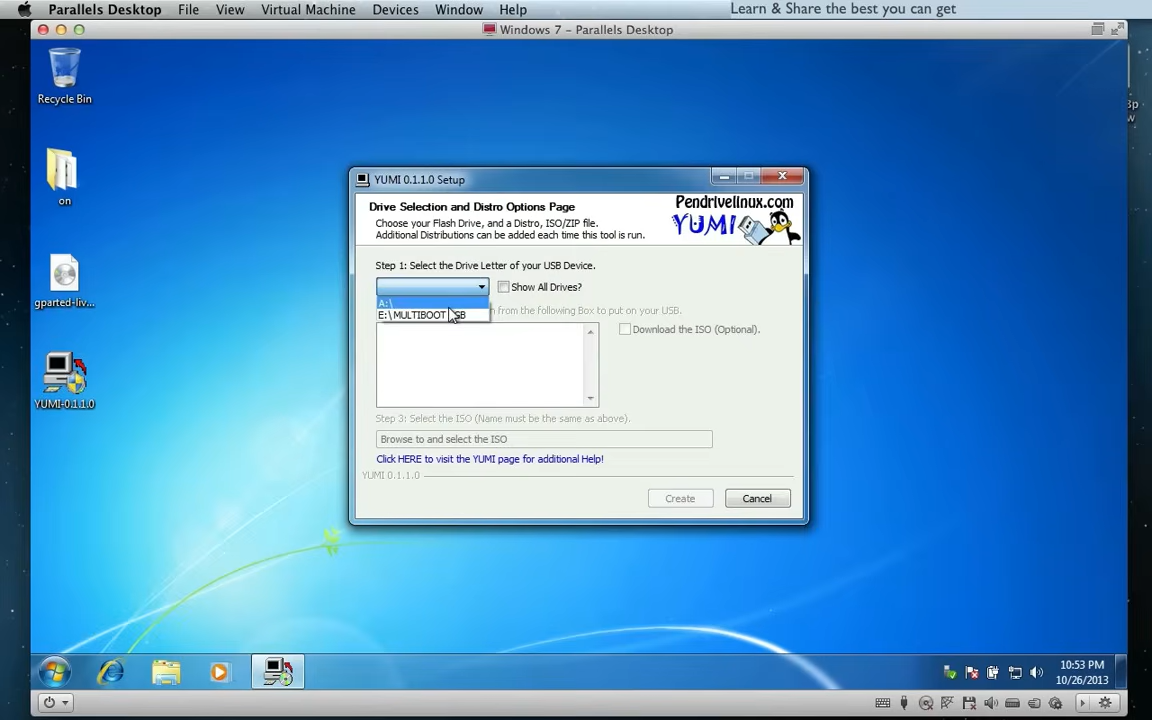 Parallels Desktop File View Virtual Machine Devices Window Help
Learn & Share the best you can get
Windows 7 - Parallels Desktop
Recycle Bin
on
gparted-liv...
YUMI-0.1.1.0
YUMI 0.1.1.0 Setup
Drive Selection and Distro Options Page
Choose your Flash Drive, and a Distro, ISO/ZIP file.
Additional Distributions can be added each time this tool is run.
Pendrivelinux.com
YUMI
Step 1: Select the Drive Letter of your USB Device.
Show All Drives?
A:\
E:\MULTIBOOT SB
from the following Box to put on your USB.
Download the ISO (Optional).
Step 3: Select the ISO (Name must be the same as above).
Browse to and select the ISO
Click HERE to visit the YUMI page for additional Help!
YUMI 0.1.1.0
Create
Cancel
10:53 PM
10/26/2013